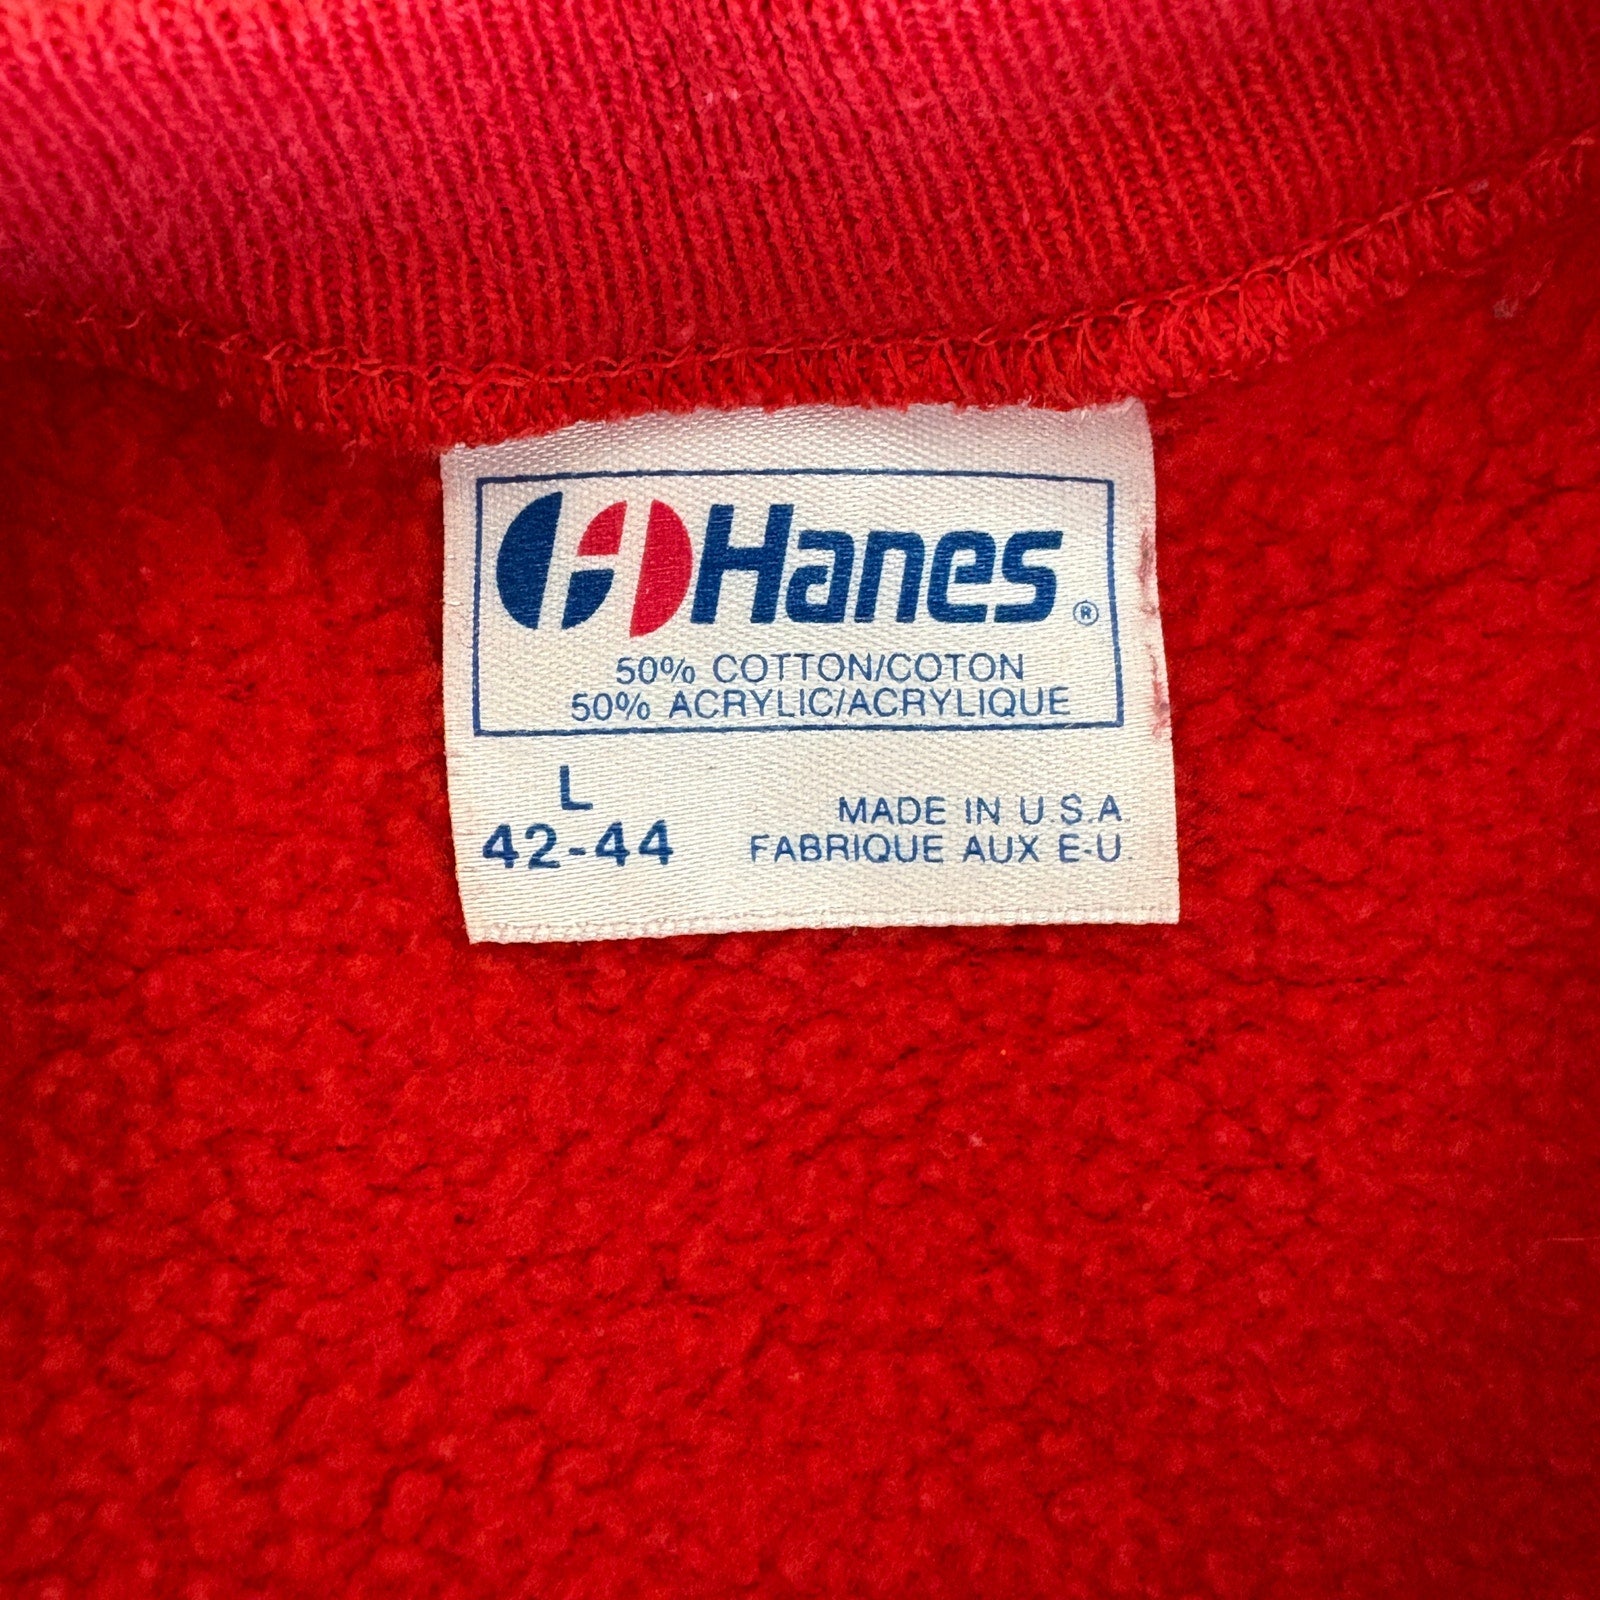 Hanes ®
50% COTTON/COTON
50% ACRYLIC/ACRYLIQUE
L
42-44
MADE IN U.S.A
FABRIQUE AUX E-U.